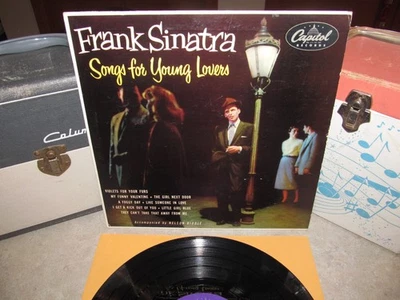 Frank Sinatra
Songs for Young Lovers
Capitol
RECORDS
VIOLETS FOR YOUR FURS
MY FUNNY VALENTINE • THE GIRL NEXT DOOR
A FOGGY DAY • LIKE SOMEONE IN LOVE
I GET A KICK OUT OF YOU • LITTLE GIRL BLUE
THEY CAN'T TAKE THAT AWAY FROM ME
Accompanied by NELSON RIDDLE
Colum